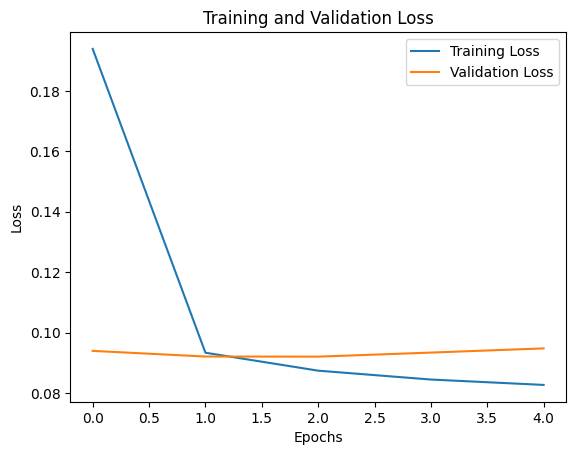 Training and Validation Loss
Training Loss
Validation Loss
0.18
0.16
0.14
0.12
0.10
0.08
Loss
0.0 0.5 1.0 1.5 2.0 2.5 3.0 3.5 4.0
Epochs